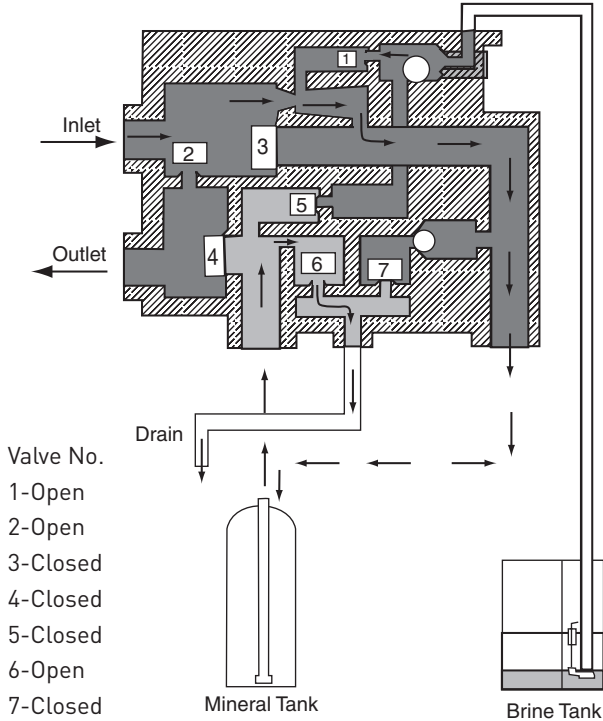 1
Inlet
2
3
5
Outlet
4
6
7
Drain
Valve No.
1-Open
2-Open
3-Closed
4-Closed
5-Closed
6-Open
7-Closed
Mineral Tank
Brine Tank